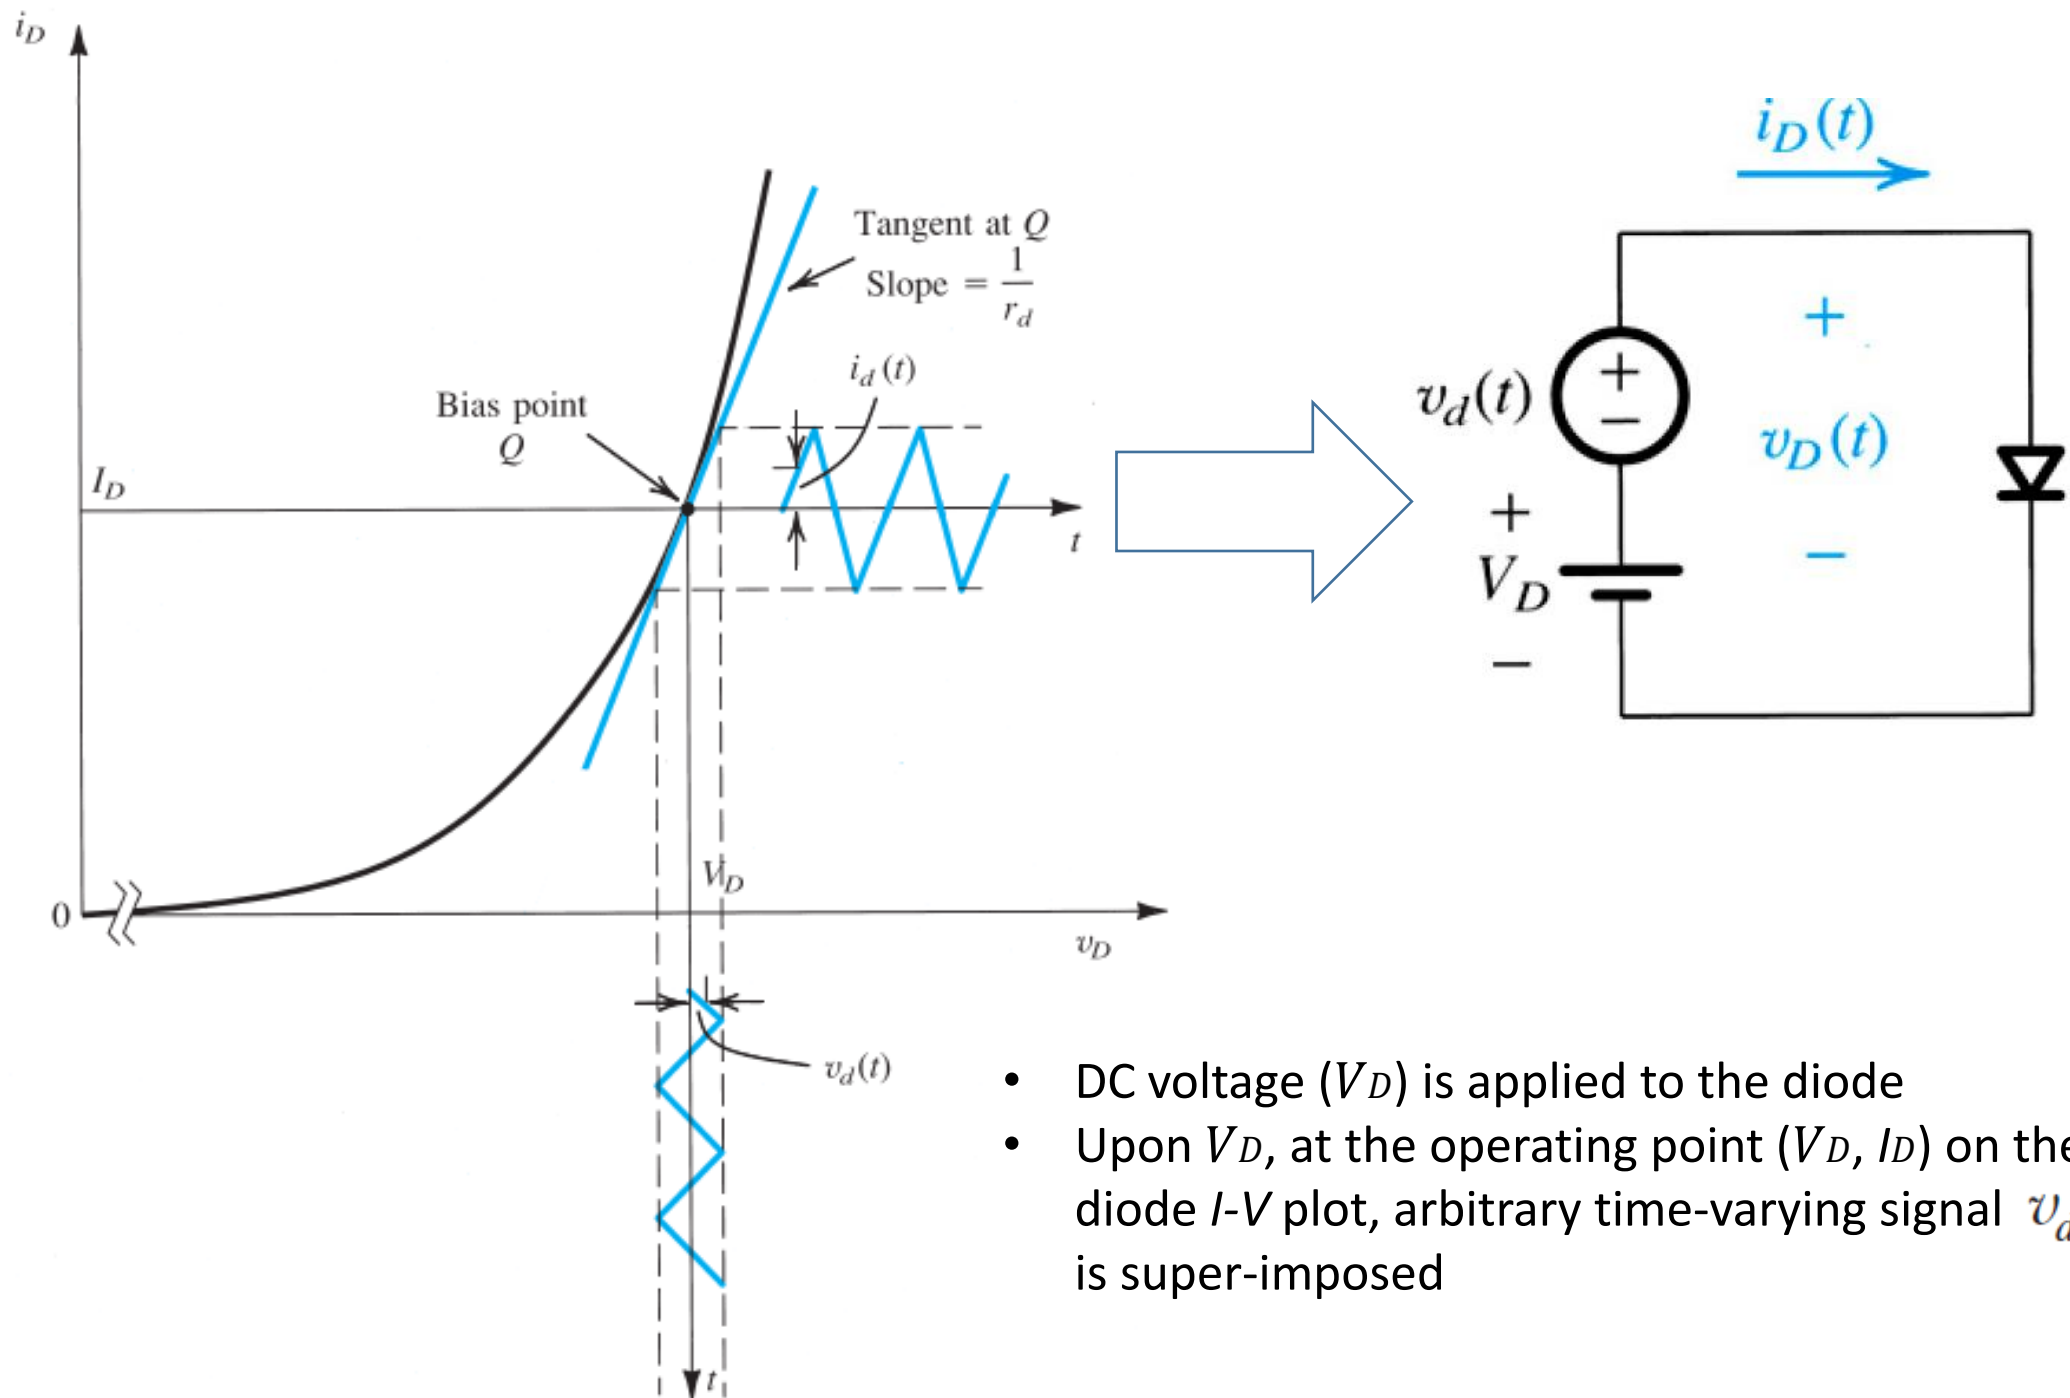 i_D
Tangent at Q
Slope = 1/r_d
i_d(t)
Bias point
Q
I_D
t
V_D
0
v_D
v_d(t)
t
i_D(t)
+
+
−
v_d(t)
v_D(t)
+
V_D
−
−
• DC voltage (V_D) is applied to the diode
• Upon V_D, at the operating point (V_D, I_D) on the
diode I-V plot, arbitrary time-varying signal v_d
is super-imposed